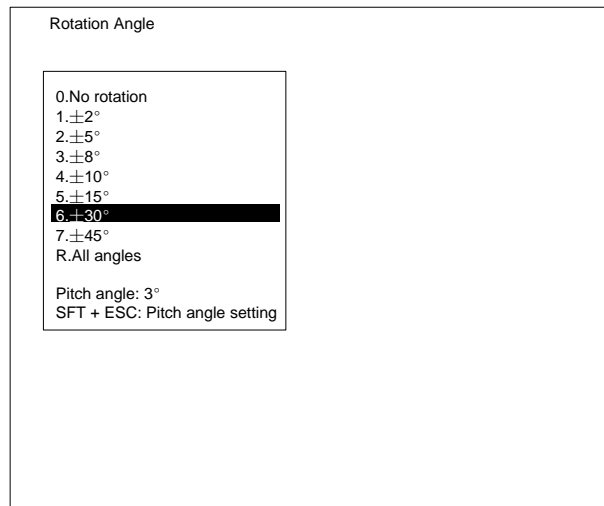 Rotation Angle
0.No rotation
1.±2°
2.±5°
3.±8°
4.±10°
5.±15°
6.±30°
7.±45°
R.All angles
Pitch angle: 3°
SFT + ESC: Pitch angle setting